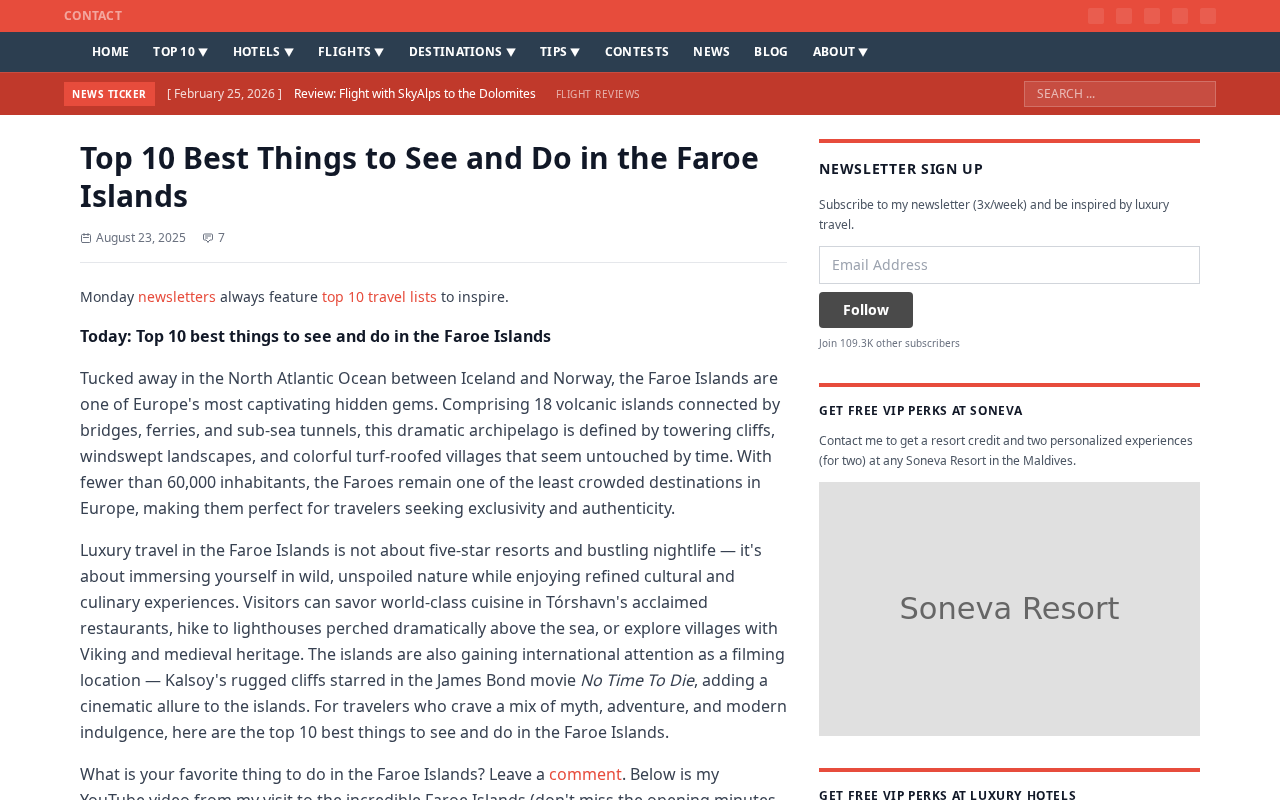 CONTACT
HOME TOP 10 ▼ HOTELS ▼ FLIGHTS ▼ DESTINATIONS ▼ TIPS ▼ CONTESTS NEWS BLOG ABOUT ▼
NEWS TICKER [ February 25, 2026 ] Review: Flight with SkyAlps to the Dolomites FLIGHT REVIEWS SEARCH ...
Top 10 Best Things to See and Do in the Faroe
Islands
August 23, 2025 7
Monday newsletters always feature top 10 travel lists to inspire.
Today: Top 10 best things to see and do in the Faroe Islands
Tucked away in the North Atlantic Ocean between Iceland and Norway, the Faroe Islands are
one of Europe's most captivating hidden gems. Comprising 18 volcanic islands connected by
bridges, ferries, and sub-sea tunnels, this dramatic archipelago is defined by towering cliffs,
windswept landscapes, and colorful turf-roofed villages that seem untouched by time. With
fewer than 60,000 inhabitants, the Faroes remain one of the least crowded destinations in
Europe, making them perfect for travelers seeking exclusivity and authenticity.
Luxury travel in the Faroe Islands is not about five-star resorts and bustling nightlife — it's
about immersing yourself in wild, unspoiled nature while enjoying refined cultural and
culinary experiences. Visitors can savor world-class cuisine in Tórshavn's acclaimed
restaurants, hike to lighthouses perched dramatically above the sea, or explore villages with
Viking and medieval heritage. The islands are also gaining international attention as a filming
location — Kalsoy's rugged cliffs starred in the James Bond movie No Time To Die, adding a
cinematic allure to the islands. For travelers who crave a mix of myth, adventure, and modern
indulgence, here are the top 10 best things to see and do in the Faroe Islands.
What is your favorite thing to do in the Faroe Islands? Leave a comment. Below is my
YouTube video from my visit to the incredible Faroe Islands (don't miss the opening minutes
NEWSLETTER SIGN UP
Subscribe to my newsletter (3x/week) and be inspired by luxury
travel.
Email Address
Follow
Join 109.3K other subscribers
GET FREE VIP PERKS AT SONEVA
Contact me to get a resort credit and two personalized experiences
(for two) at any Soneva Resort in the Maldives.
Soneva Resort
GET FREE VIP PERKS AT LUXURY HOTELS